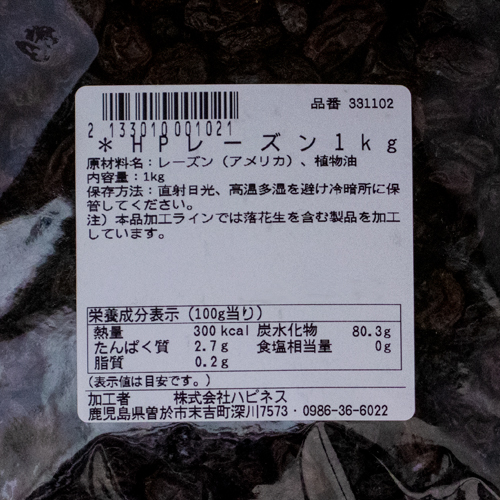 品番 331102
2 133010001021
＊HPレーズン1kg
原材料名：レーズン（アメリカ）、植物油
内容量：1kg
保存方法：直射日光、高温多湿を避け冷暗所に保
管してください。
注）本品加工ラインでは落花生を含む製品を加工
しています。
栄養成分表示（100g当り）
熱量 300kcal 炭水化物 80.3g
たんぱく質 2.7g 食塩相当量 0g
脂質 0.2g
（表示値は目安です。）
加工者 株式会社ハピネス
鹿児島県曽於市末吉町深川7573・0986-36-6022